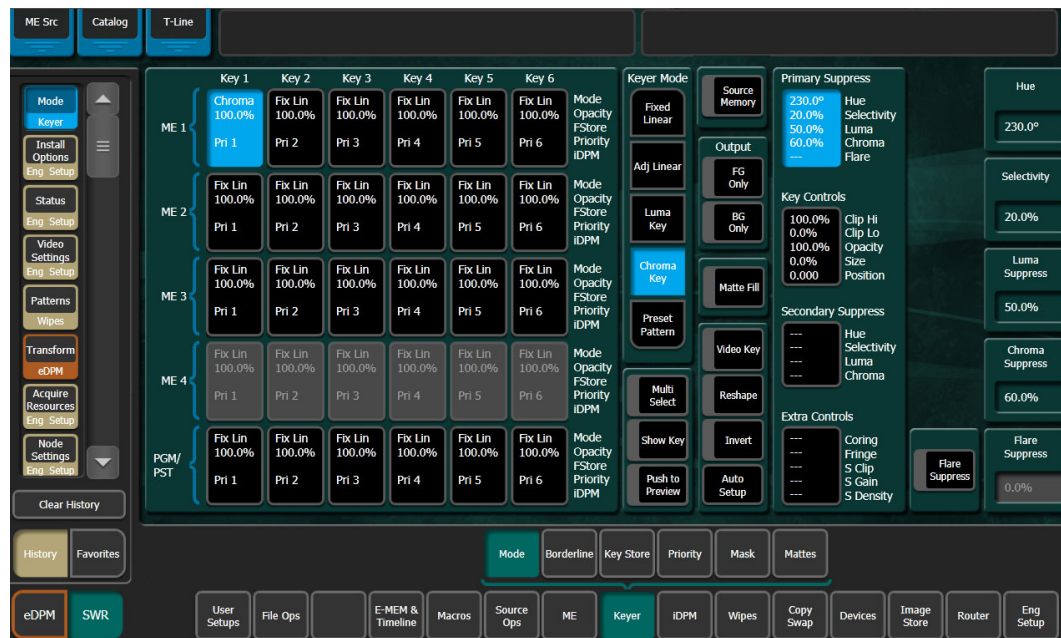 ME Src
Catalog
T-Line
Mode
Keyer
Install
Options
Eng Setup
Status
Eng Setup
Video
Settings
Eng Setup
Patterns
Wipes
Transform
eDPM
Acquire
Resources
Eng Setup
Node
Settings
Eng Setup
Clear History
History
Favorites
eDPM
SWR
Key 1 Key 2 Key 3 Key 4 Key 5 Key 6
ME 1
Chroma Fix Lin Fix Lin Fix Lin Fix Lin Fix Lin Mode
100.0% 100.0% 100.0% 100.0% 100.0% 100.0% Opacity
FStore
Pri 1 Pri 2 Pri 3 Pri 4 Pri 5 Pri 6 Priority
iDPM
ME 2
Fix Lin Fix Lin Fix Lin Fix Lin Fix Lin Fix Lin Mode
100.0% 100.0% 100.0% 100.0% 100.0% 100.0% Opacity
FStore
Pri 1 Pri 2 Pri 3 Pri 4 Pri 5 Pri 6 Priority
iDPM
ME 3
Fix Lin Fix Lin Fix Lin Fix Lin Fix Lin Fix Lin Mode
100.0% 100.0% 100.0% 100.0% 100.0% 100.0% Opacity
FStore
Pri 1 Pri 2 Pri 3 Pri 4 Pri 5 Pri 6 Priority
iDPM
ME 4
Fix Lin Fix Lin Fix Lin Fix Lin Fix Lin Fix Lin Mode
100.0% 100.0% 100.0% 100.0% 100.0% 100.0% Opacity
FStore
Pri 1 Pri 2 Pri 3 Pri 4 Pri 5 Pri 6 Priority
iDPM
PGM/
PST
Fix Lin Fix Lin Fix Lin Fix Lin Fix Lin Fix Lin Mode
100.0% 100.0% 100.0% 100.0% 100.0% 100.0% Opacity
FStore
Pri 1 Pri 2 Pri 3 Pri 4 Pri 5 Pri 6 Priority
iDPM
Keyer Mode
Fixed
Linear
Adj Linear
Luma
Key
Chroma
Key
Preset
Pattern
Multi
Select
Show Key
Push to
Preview
Source
Memory
Output
FG
Only
BG
Only
Matte Fill
Video Key
Reshape
Invert
Auto
Setup
Primary Suppress
230.0° Hue
20.0% Selectivity
50.0% Luma
60.0% Chroma
--- Flare
Key Controls
100.0% Clip Hi
0.0% Clip Lo
100.0% Opacity
0.0% Size
0.000 Position
Secondary Suppress
--- Hue
--- Selectivity
--- Luma
--- Chroma
Extra Controls
--- Coring
--- Fringe
--- S Clip
--- S Gain
--- S Density
Flare
Suppress
Hue
230.0°
Selectivity
20.0%
Luma
Suppress
50.0%
Chroma
Suppress
60.0%
Flare
Suppress
0.0%
Mode
Borderline
Key Store
Priority
Mask
Mattes
User
Setups
File Ops
E-MEM &
Timeline
Macros
Source
Ops
ME
Keyer
iDPM
Wipes
Copy
Swap
Devices
Image
Store
Router
Eng
Setup